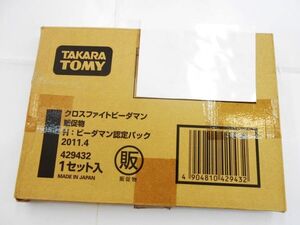 TAKARA
TOMY
クロスファイトビーダマン
販促物
H：ビーダマン認定パック
2011.4
429432
1セット入
MADE IN JAPAN
販
販促物
4 904810 429432